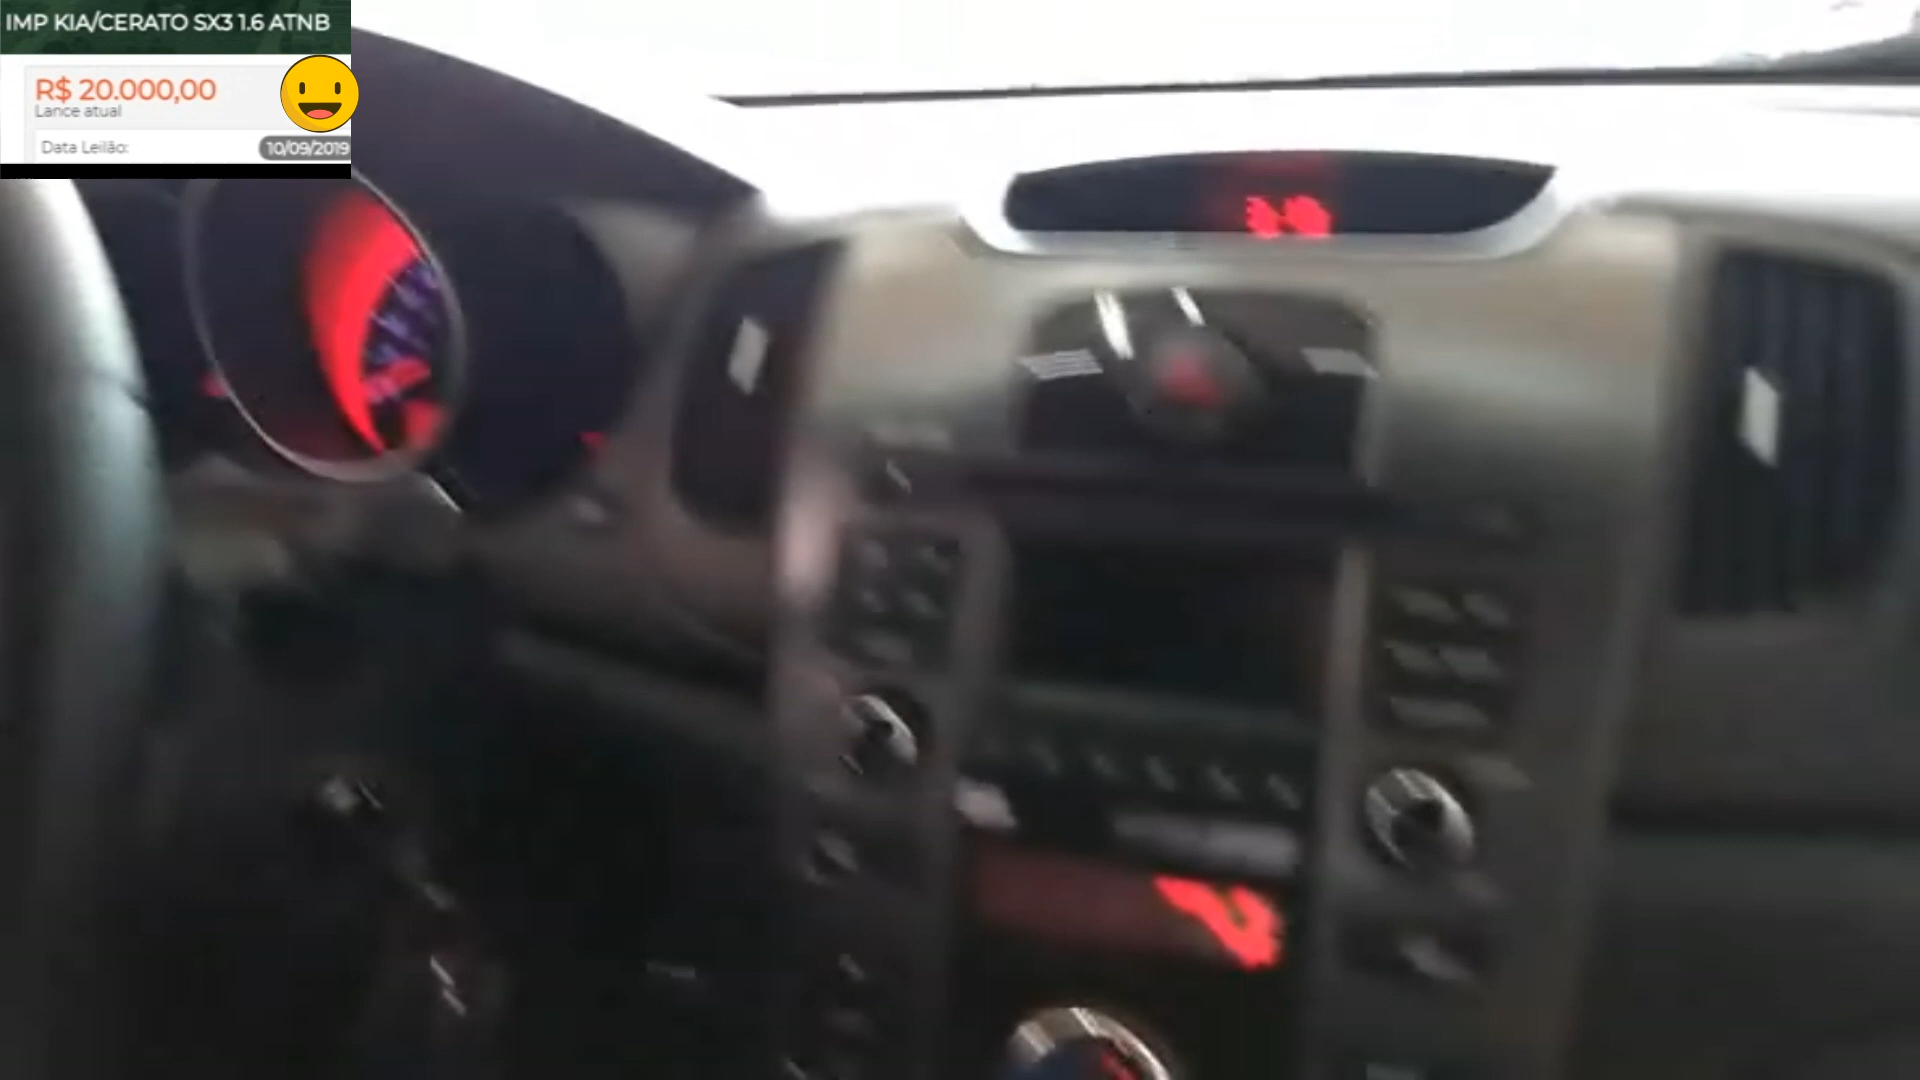 IMP KIA/CERATO SX3 1.6 ATNB
R$ 20.000,00
Lance atual
Data Leilão:
10/09/2019